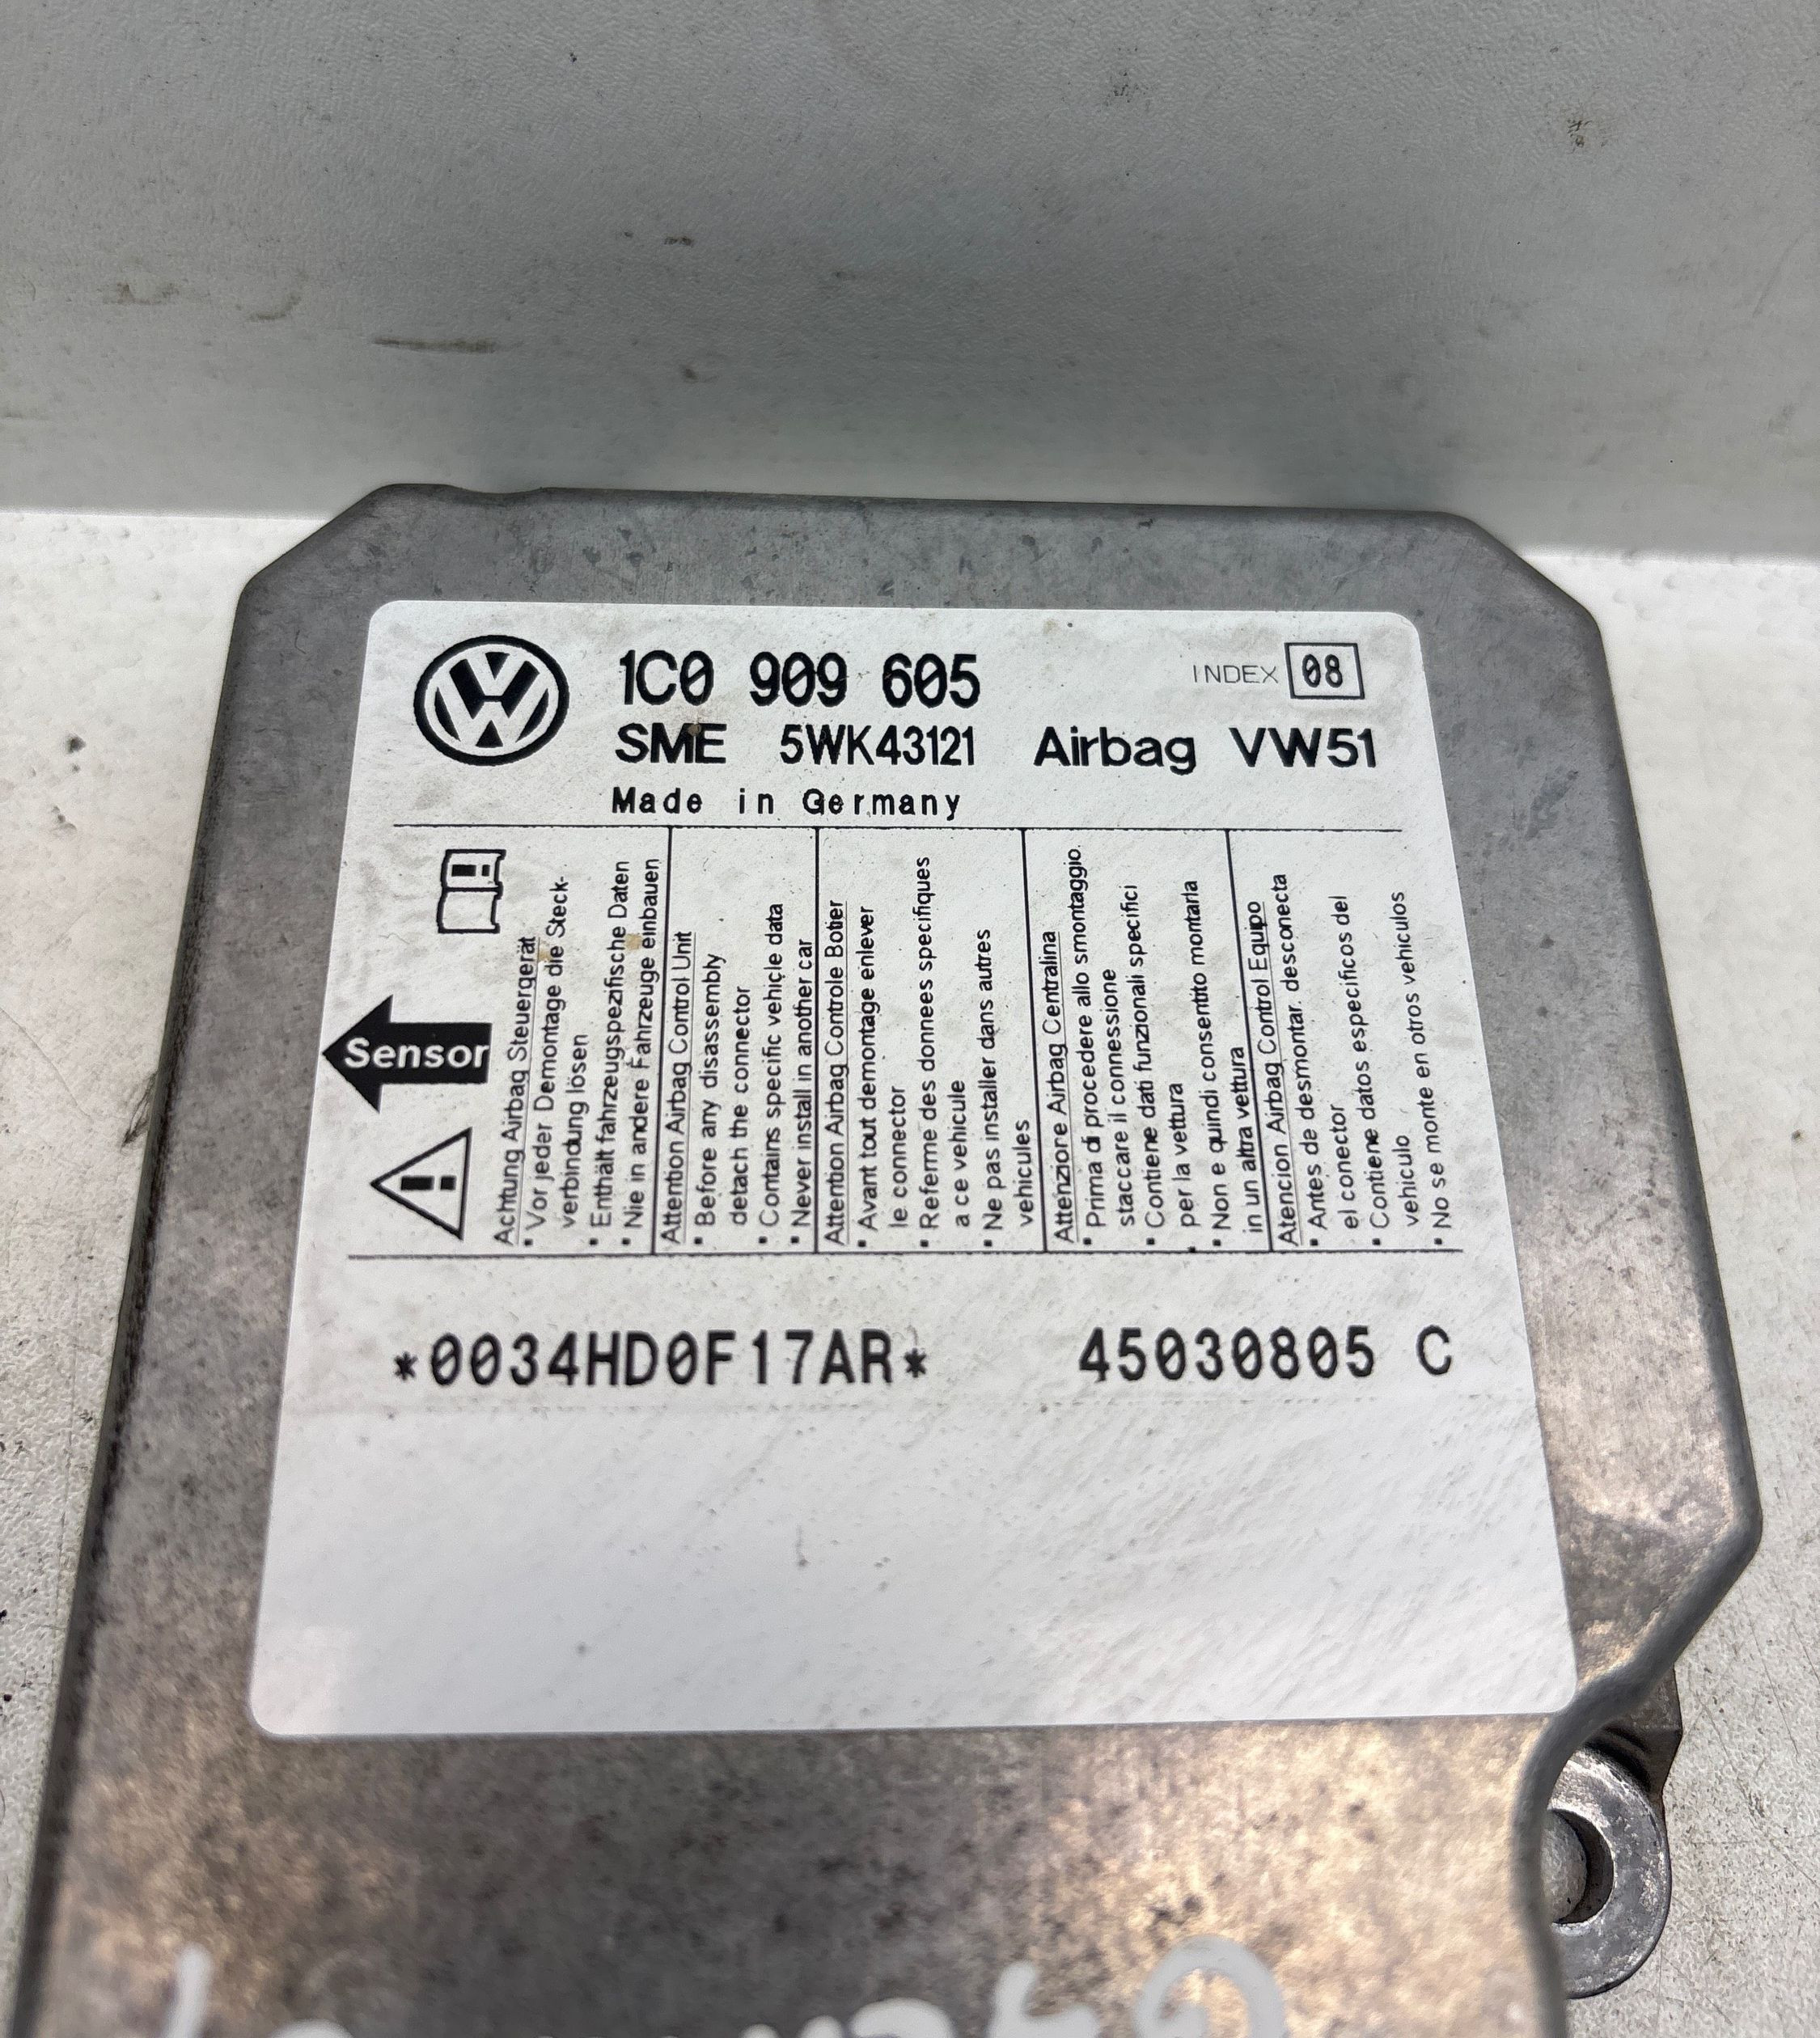 1C0 909 605 INDEX 08
SME 5WK43121 Airbag VW51
Made in Germany
Sensor
Achtung Airbag Steuergerät
• Vor jeder Demontage die Steck-
verbindung lösen
• Enthält fahrzeugspezifische Daten
• Nie in andere Fahrzeuge einbauen
Attention Airbag Control Unit
• Before any disassembly
detach the connector
• Contains specific vehicle data
• Never install in another car
Attention Airbag Controle Botier
• Avant tout demontage enlever
le connector
• Referme des donnees specifiques
a ce vehicule
• Ne pas installer dans autres
vehicules
Attenzione Airbag Centralina
• Prima di procedere allo smontaggio.
staccare il connessione
• Contiene dati funzionali specifici
per la vettura
• Non e quindi consentito montarla
in un altra vettura
Atencion Airbag Control Equipo
• Antes de desmontar. desconecta
el conector
• Contiene datos especificos del
vehiculo
• No se monte en otros vehiculos
*0034HD0F17AR* 45030805 C